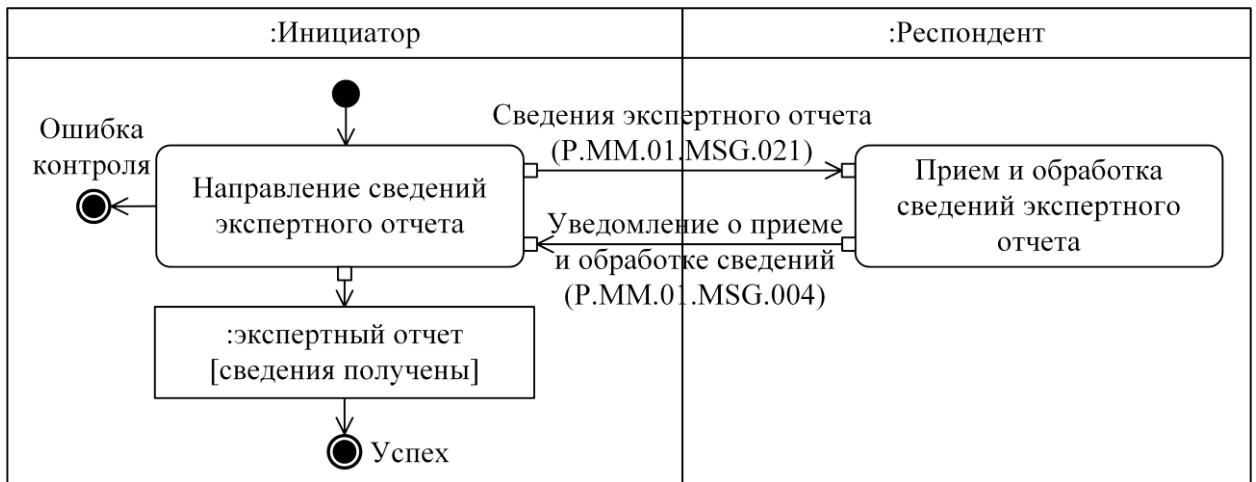 :Инициатор
:Респондент
Ошибка
контроля
Направление сведений
экспертного отчета
Сведения экспертного отчета
(P.MM.01.MSG.021)
Прием и обработка
сведений экспертного
отчета
Уведомление о приеме
и обработке сведений
(P.MM.01.MSG.004)
:экспертный отчет
[сведения получены]
Успех